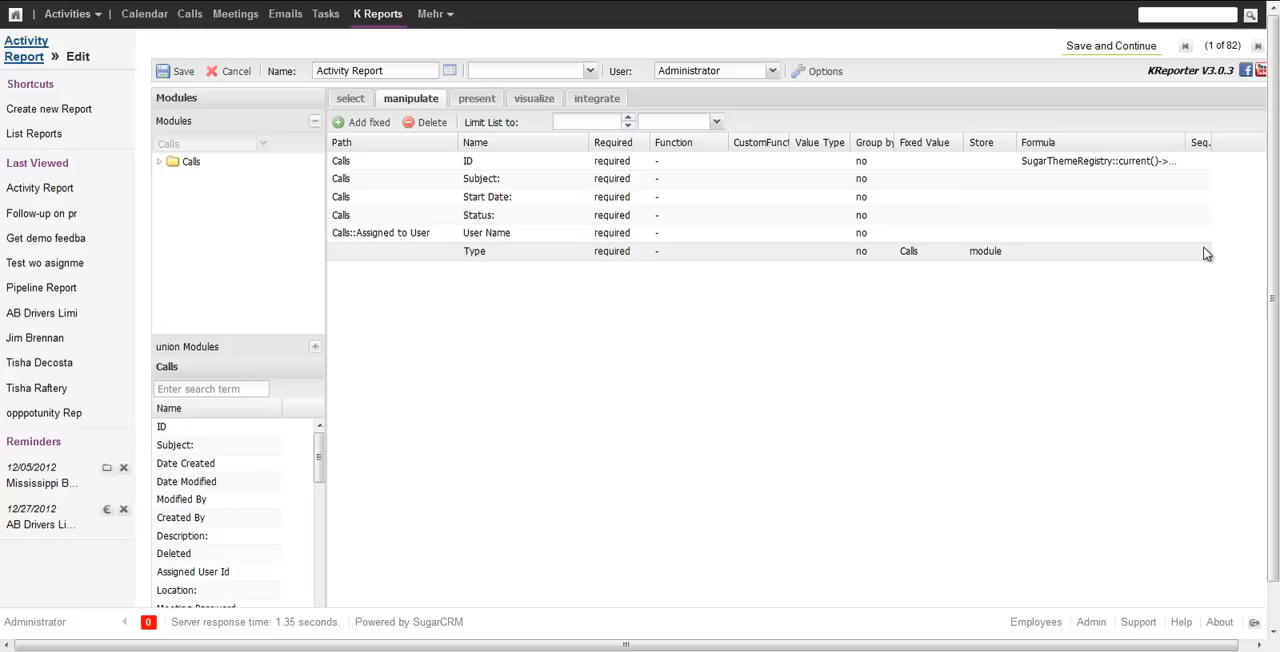 Activities Calendar Calls Meetings Emails Tasks K Reports Mehr
Activity Report » Edit
Save and Continue (1 of 82)
Save Cancel Name: Activity Report User: Administrator Options KReporter V3.0.3
Shortcuts
Create new Report
List Reports
Last Viewed
Activity Report
Follow-up on pr
Get demo feedba
Test wo asignme
Pipeline Report
AB Drivers Limi
Jim Brennan
Tisha Decosta
Tisha Raftery
opppotunity Rep
Reminders
12/05/2012
Mississippi B...
12/27/2012
AB Drivers Li...
Modules
Modules
Calls
Calls
union Modules
Calls
Enter search term
Name
ID
Subject:
Date Created
Date Modified
Modified By
Created By
Description:
Deleted
Assigned User Id
Location:
Meeting Password
select manipulate present visualize integrate
Add fixed Delete Limit List to:
Path Name Required Function CustomFunct Value Type Group by Fixed Value Store Formula Seq.
Calls ID required - no SugarThemeRegistry::current()->...
Calls Subject: required - no
Calls Start Date: required - no
Calls Status: required - no
Calls::Assigned to User User Name required - no
Type required - no Calls module
Administrator 0 Server response time: 1.35 seconds. Powered by SugarCRM Employees Admin Support Help About